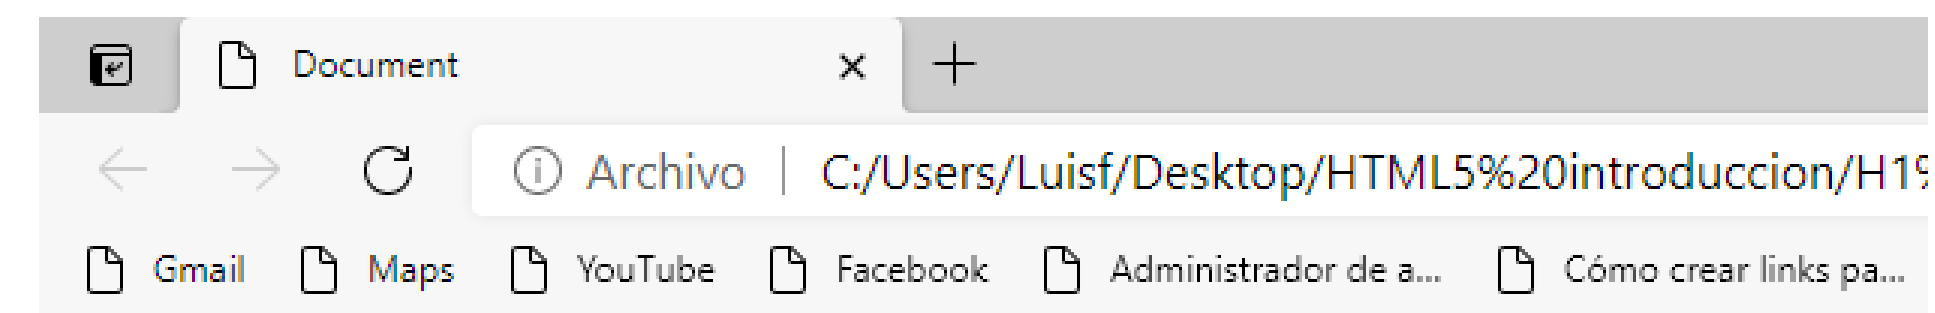 Document
Archivo | C:/Users/Luisf/Desktop/HTML5%20introduccion/H1%
Gmail Maps YouTube Facebook Administrador de a... Cómo crear links pa...